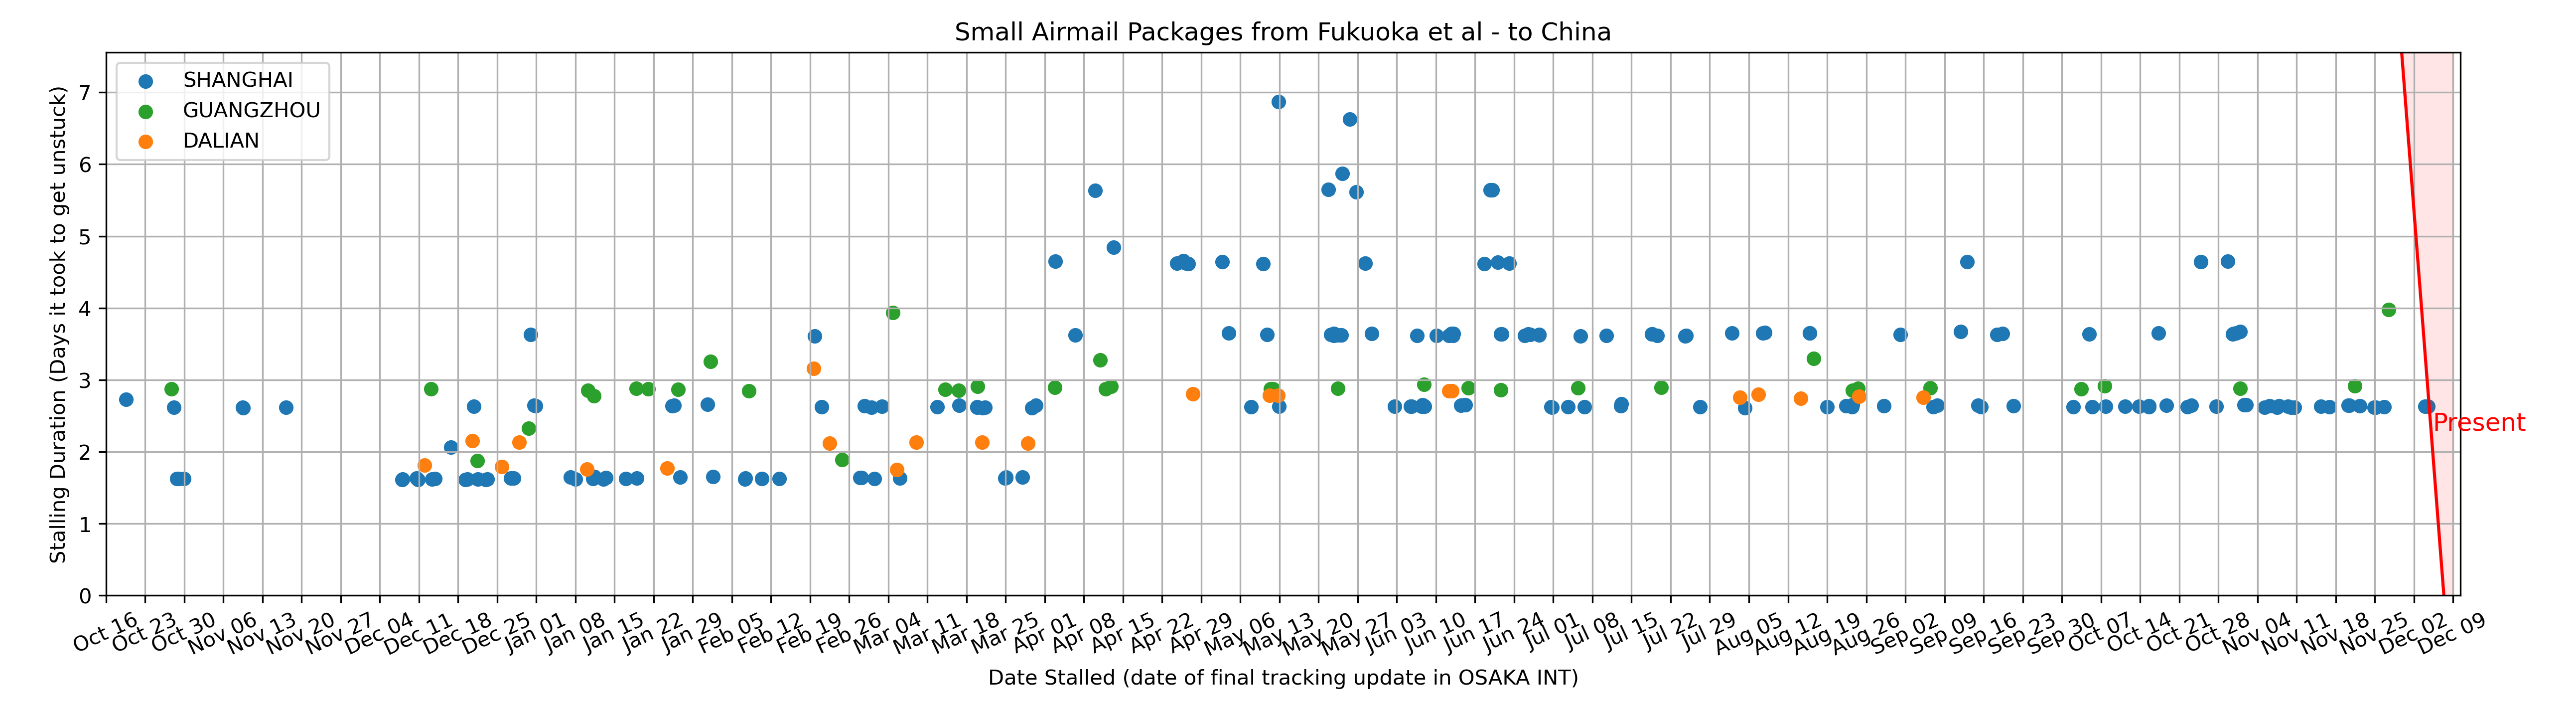 Small Airmail Packages from Fukuoka et al - to China
SHANGHAI
GUANGZHOU
DALIAN
Stalling Duration (Days it took to get unstuck)
7
6
5
4
3
2
1
0
Present
Oct 16
Oct 23
Oct 30
Nov 06
Nov 13
Nov 20
Nov 27
Dec 04
Dec 11
Dec 18
Dec 25
Jan 01
Jan 08
Jan 15
Jan 22
Jan 29
Feb 05
Feb 12
Feb 19
Feb 26
Mar 04
Mar 11
Mar 18
Mar 25
Apr 01
Apr 08
Apr 15
Apr 22
Apr 29
May 06
May 13
May 20
May 27
Jun 03
Jun 10
Jun 17
Jun 24
Jul 01
Jul 08
Jul 15
Jul 22
Jul 29
Aug 05
Aug 12
Aug 19
Aug 26
Sep 02
Sep 09
Sep 16
Sep 23
Sep 30
Oct 07
Oct 14
Oct 21
Oct 28
Nov 04
Nov 11
Nov 18
Nov 25
Dec 02
Dec 09
Date Stalled (date of final tracking update in OSAKA INT)